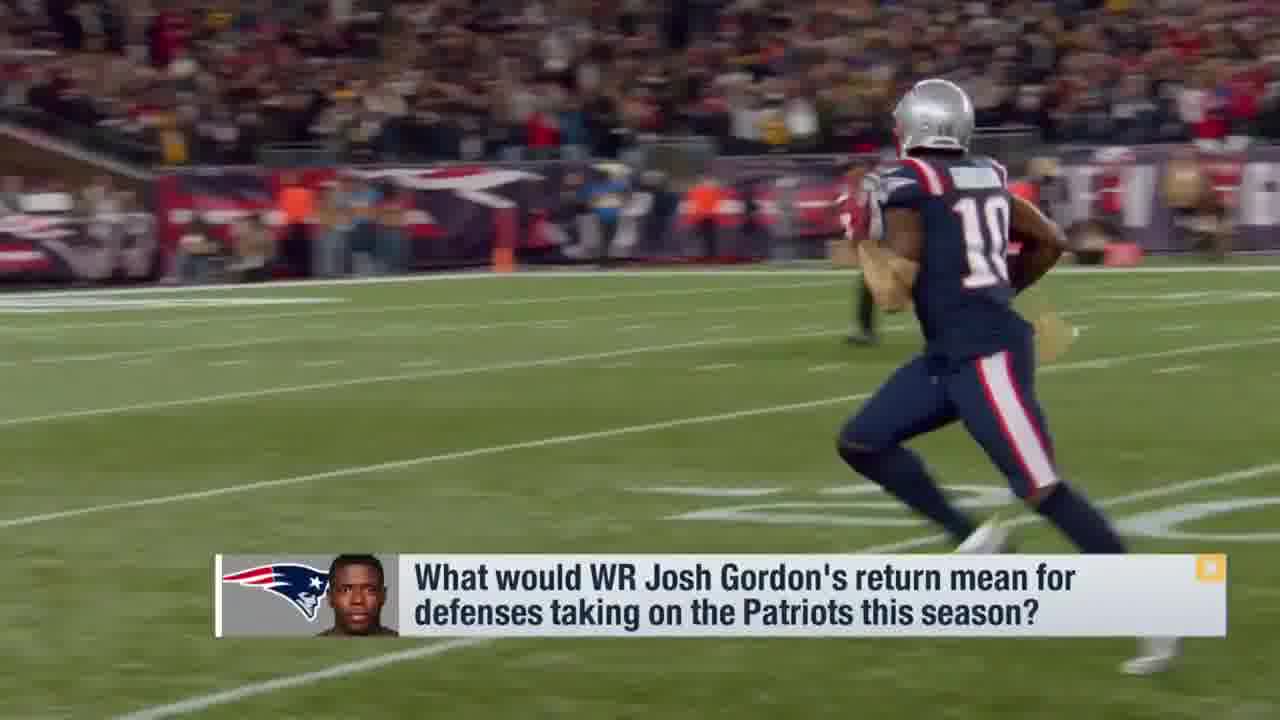 10
What would WR Josh Gordon's return mean for
defenses taking on the Patriots this season?